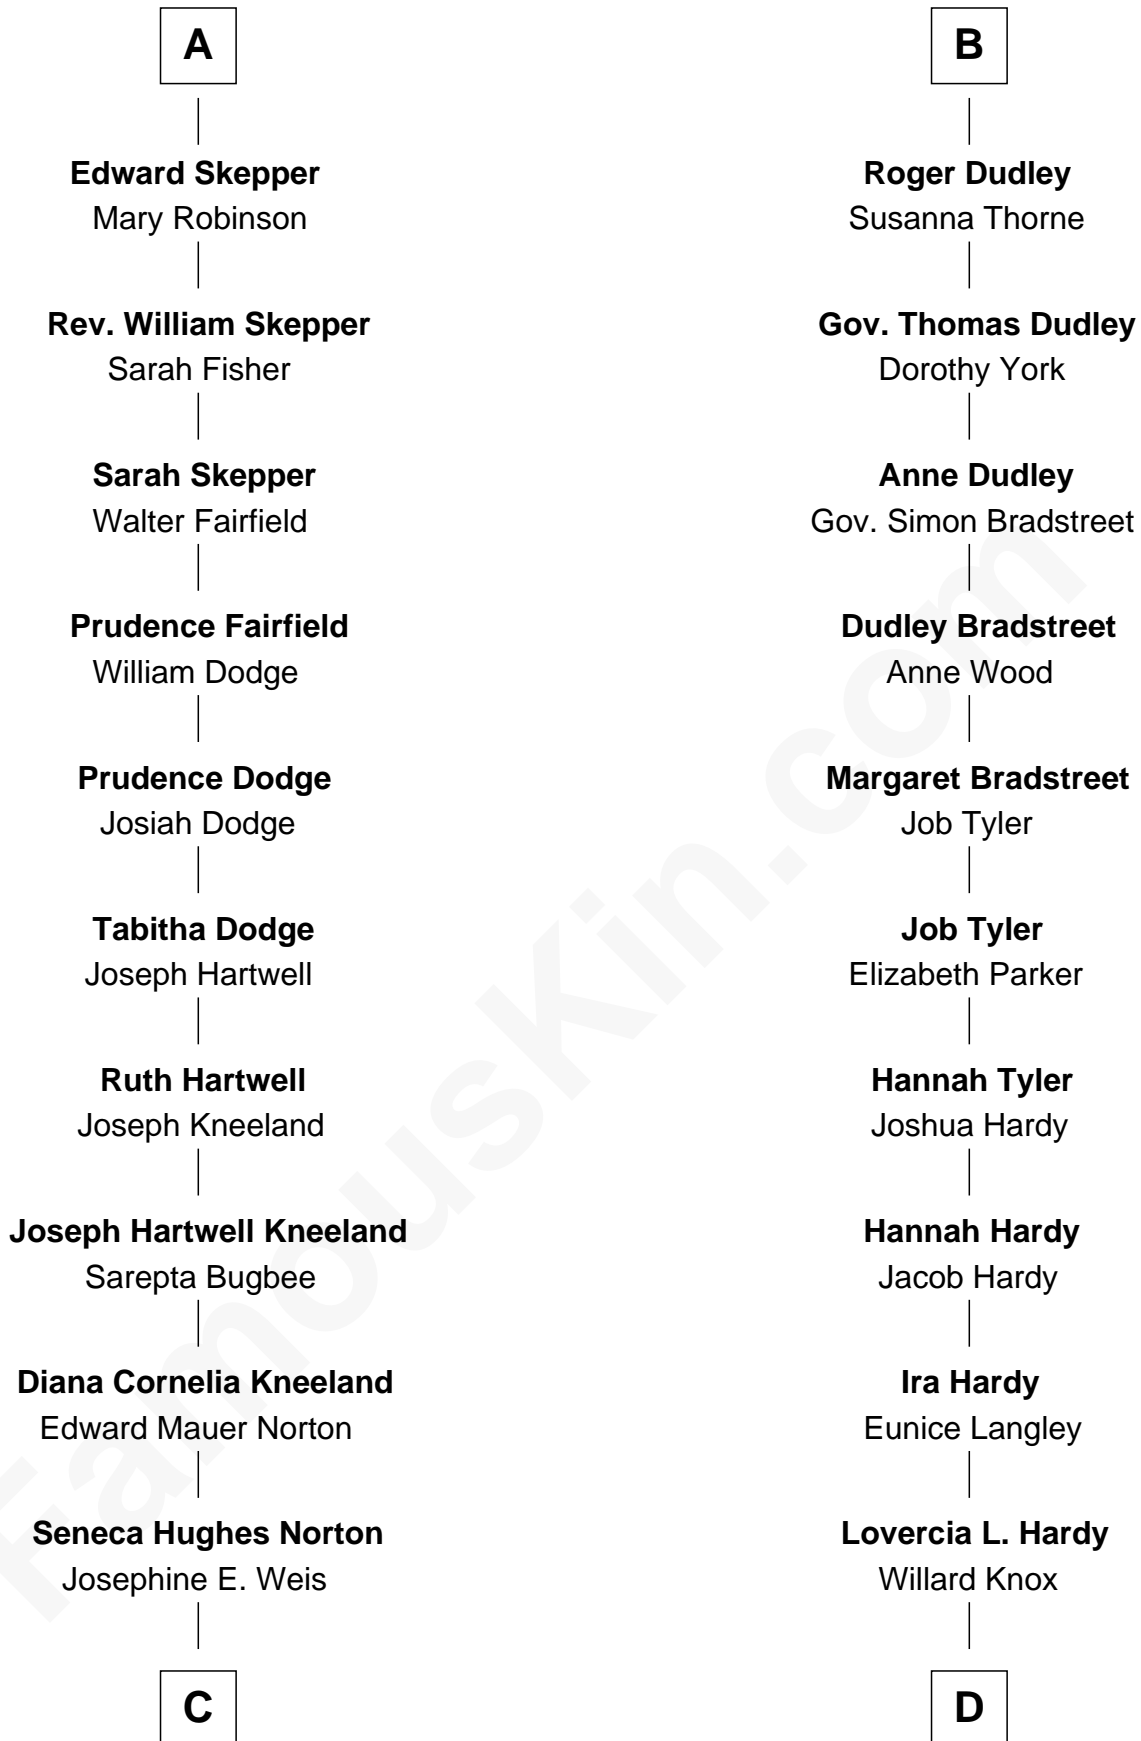 A
Edward Skepper
Mary Robinson
Rev. William Skepper
Sarah Fisher
Sarah Skepper
Walter Fairfield
Prudence Fairfield
William Dodge
Prudence Dodge
Josiah Dodge
Tabitha Dodge
Joseph Hartwell
Ruth Hartwell
Joseph Kneeland
Joseph Hartwell Kneeland
Sarepta Bugbee
Diana Cornelia Kneeland
Edward Mauer Norton
Seneca Hughes Norton
Josephine E. Weis
C
B
Roger Dudley
Susanna Thorne
Gov. Thomas Dudley
Dorothy York
Anne Dudley
Gov. Simon Bradstreet
Dudley Bradstreet
Anne Wood
Margaret Bradstreet
Job Tyler
Job Tyler
Elizabeth Parker
Hannah Tyler
Joshua Hardy
Hannah Hardy
Jacob Hardy
Ira Hardy
Eunice Langley
Lovercia L. Hardy
Willard Knox
D
FamousKin.com